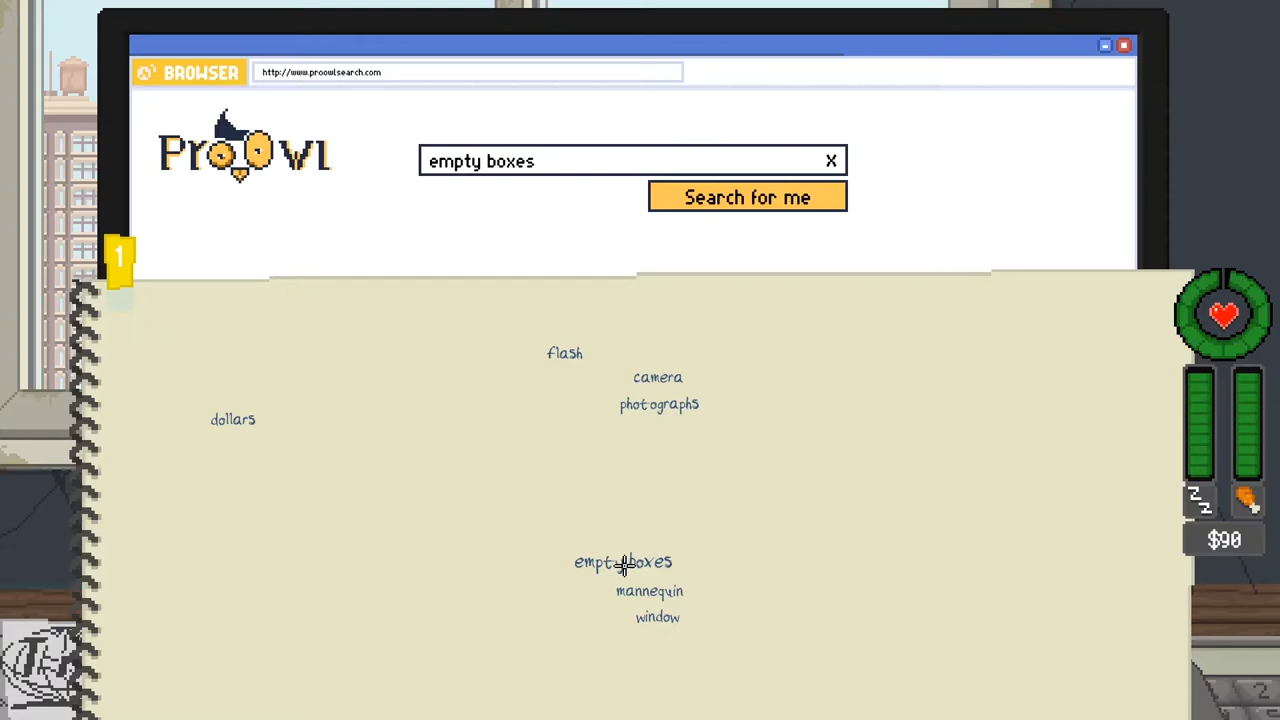 BROWSER
http://www.proowlsearch.com
PrOOwl
empty boxes X
Search for me
1
flash
camera
photographs
dollars
empty boxes
mannequin
window
$90